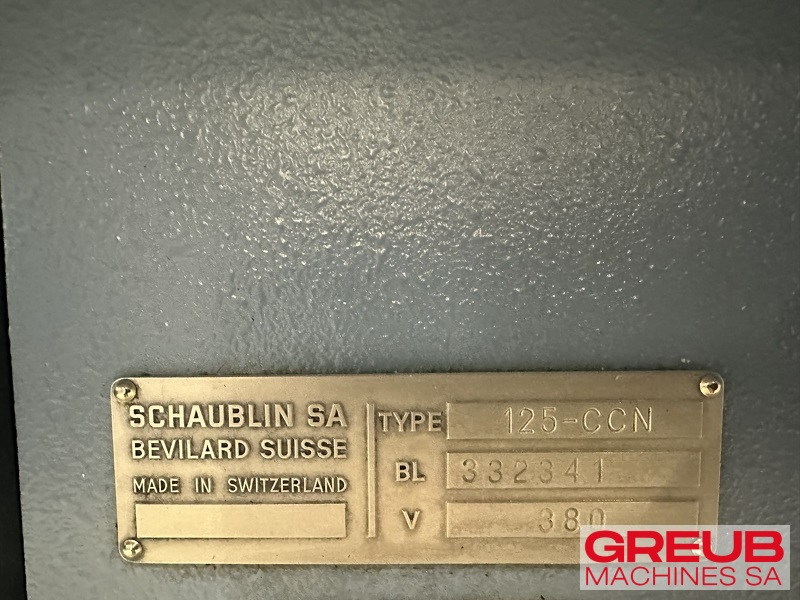 SCHAUBLIN SA
BEVILARD SUISSE
MADE IN SWITZERLAND
TYPE 125-CCN
BL 332341
V 380
GREUB
MACHINES SA